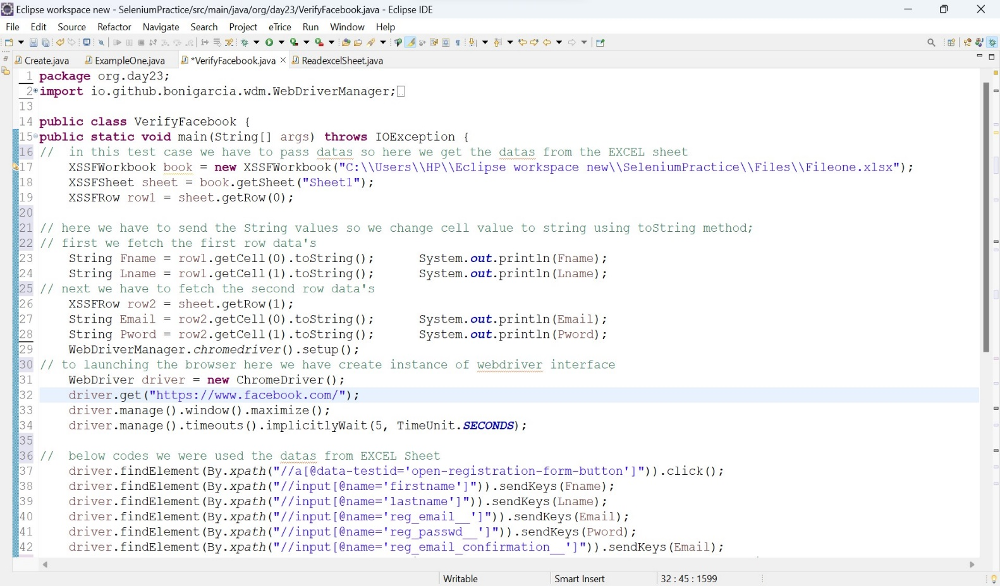 Eclipse workspace new - SeleniumPractice/src/main/java/org/day23/VerifyFacebook.java - Eclipse IDE
File Edit Source Refactor Navigate Search Project eTrice Run Window Help
Create.java ExampleOne.java *VerifyFacebook.java ReadexcelSheet.java
1 package org.day23;
2 import io.github.bonigarcia.wdm.WebDriverManager;
13
14 public class VerifyFacebook {
15 public static void main(String[] args) throws IOException {
16 // in this test case we have to pass datas so here we get the datas from the EXCEL sheet
17 XSSFWorkbook book = new XSSFWorkbook("C:\\Users\\HP\\Eclipse workspace new\\SeleniumPractice\\Files\\Fileone.xlsx");
18 XSSFSheet sheet = book.getSheet("Sheet1");
19 XSSFRow row1 = sheet.getRow(0);
20
21 // here we have to send the String values so we change cell value to string using toString method;
22 // first we fetch the first row data's
23 String Fname = row1.getCell(0).toString(); System.out.println(Fname);
24 String Lname = row1.getCell(1).toString(); System.out.println(Lname);
25 // next we have to fetch the second row data's
26 XSSFRow row2 = sheet.getRow(1);
27 String Email = row2.getCell(0).toString(); System.out.println(Email);
28 String Pword = row2.getCell(1).toString(); System.out.println(Pword);
29 WebDriverManager.chromedriver().setup();
30 // to launching the browser here we have create instance of webdriver interface
31 WebDriver driver = new ChromeDriver();
32 driver.get("https://www.facebook.com/");
33 driver.manage().window().maximize();
34 driver.manage().timeouts().implicitlyWait(5, TimeUnit.SECONDS);
35
36 // below codes we were used the datas from EXCEL Sheet
37 driver.findElement(By.xpath("//a[@data-testid='open-registration-form-button']")).click();
38 driver.findElement(By.xpath("//input[@name='firstname']")).sendKeys(Fname);
39 driver.findElement(By.xpath("//input[@name='lastname']")).sendKeys(Lname);
40 driver.findElement(By.xpath("//input[@name='reg_email__']")).sendKeys(Email);
41 driver.findElement(By.xpath("//input[@name='reg_passwd__']")).sendKeys(Pword);
42 driver.findElement(By.xpath("//input[@name='reg_email_confirmation__']")).sendKeys(Email);
Writable Smart Insert 32 : 45 : 1599